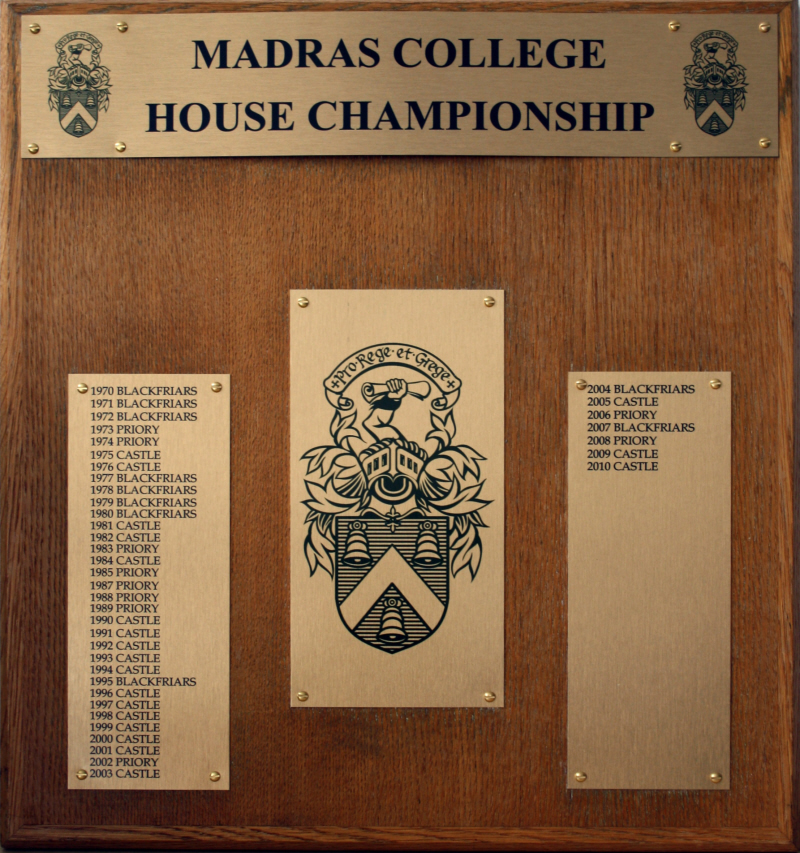 MADRAS COLLEGE
HOUSE CHAMPIONSHIP
Pro·Rege·et·Grege
1970 BLACKFRIARS
1971 BLACKFRIARS
1972 BLACKFRIARS
1973 PRIORY
1974 PRIORY
1975 CASTLE
1976 CASTLE
1977 BLACKFRIARS
1978 BLACKFRIARS
1979 BLACKFRIARS
1980 BLACKFRIARS
1981 CASTLE
1982 CASTLE
1983 PRIORY
1984 CASTLE
1985 PRIORY
1987 PRIORY
1988 PRIORY
1989 PRIORY
1990 CASTLE
1991 CASTLE
1992 CASTLE
1993 CASTLE
1994 CASTLE
1995 BLACKFRIARS
1996 CASTLE
1997 CASTLE
1998 CASTLE
1999 CASTLE
2000 CASTLE
2001 CASTLE
2002 PRIORY
2003 CASTLE
2004 BLACKFRIARS
2005 CASTLE
2006 PRIORY
2007 BLACKFRIARS
2008 PRIORY
2009 CASTLE
2010 CASTLE